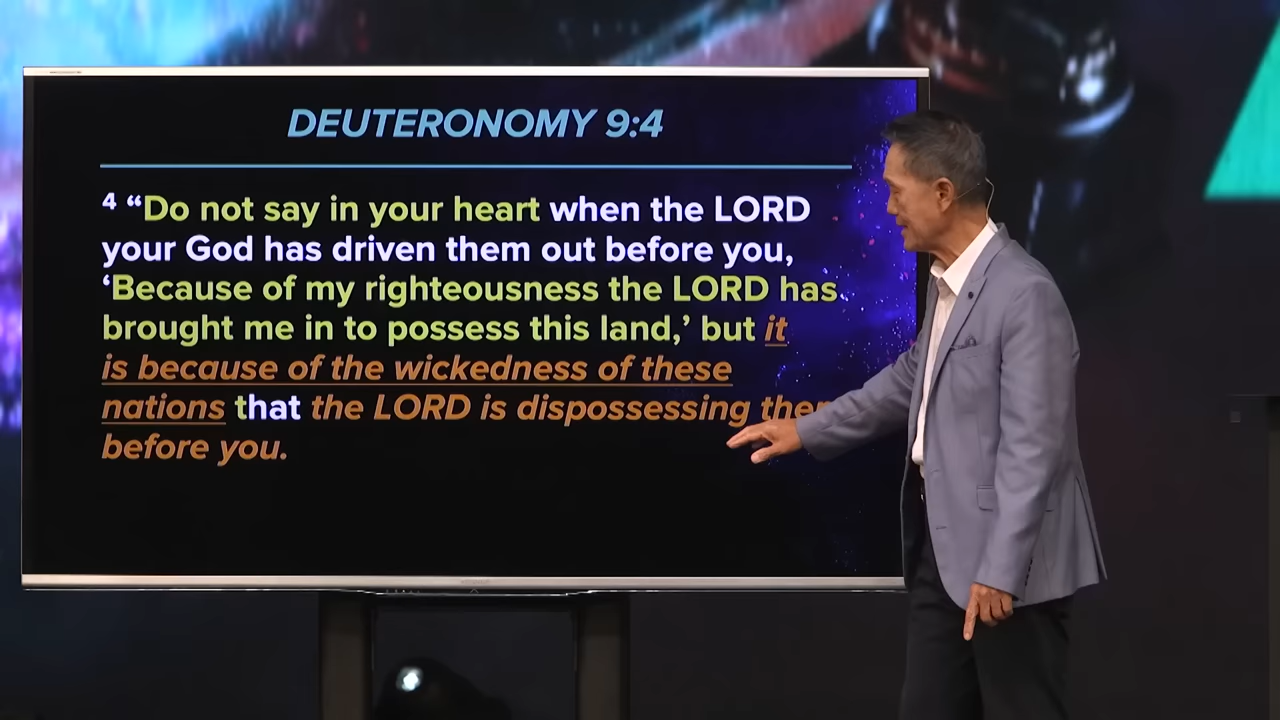 DEUTERONOMY 9:4
4 “Do not say in your heart when the LORD
your God has driven them out before you,
‘Because of my righteousness the LORD has
brought me in to possess this land,’ but it
is because of the wickedness of these
nations that the LORD is dispossessing
before you.